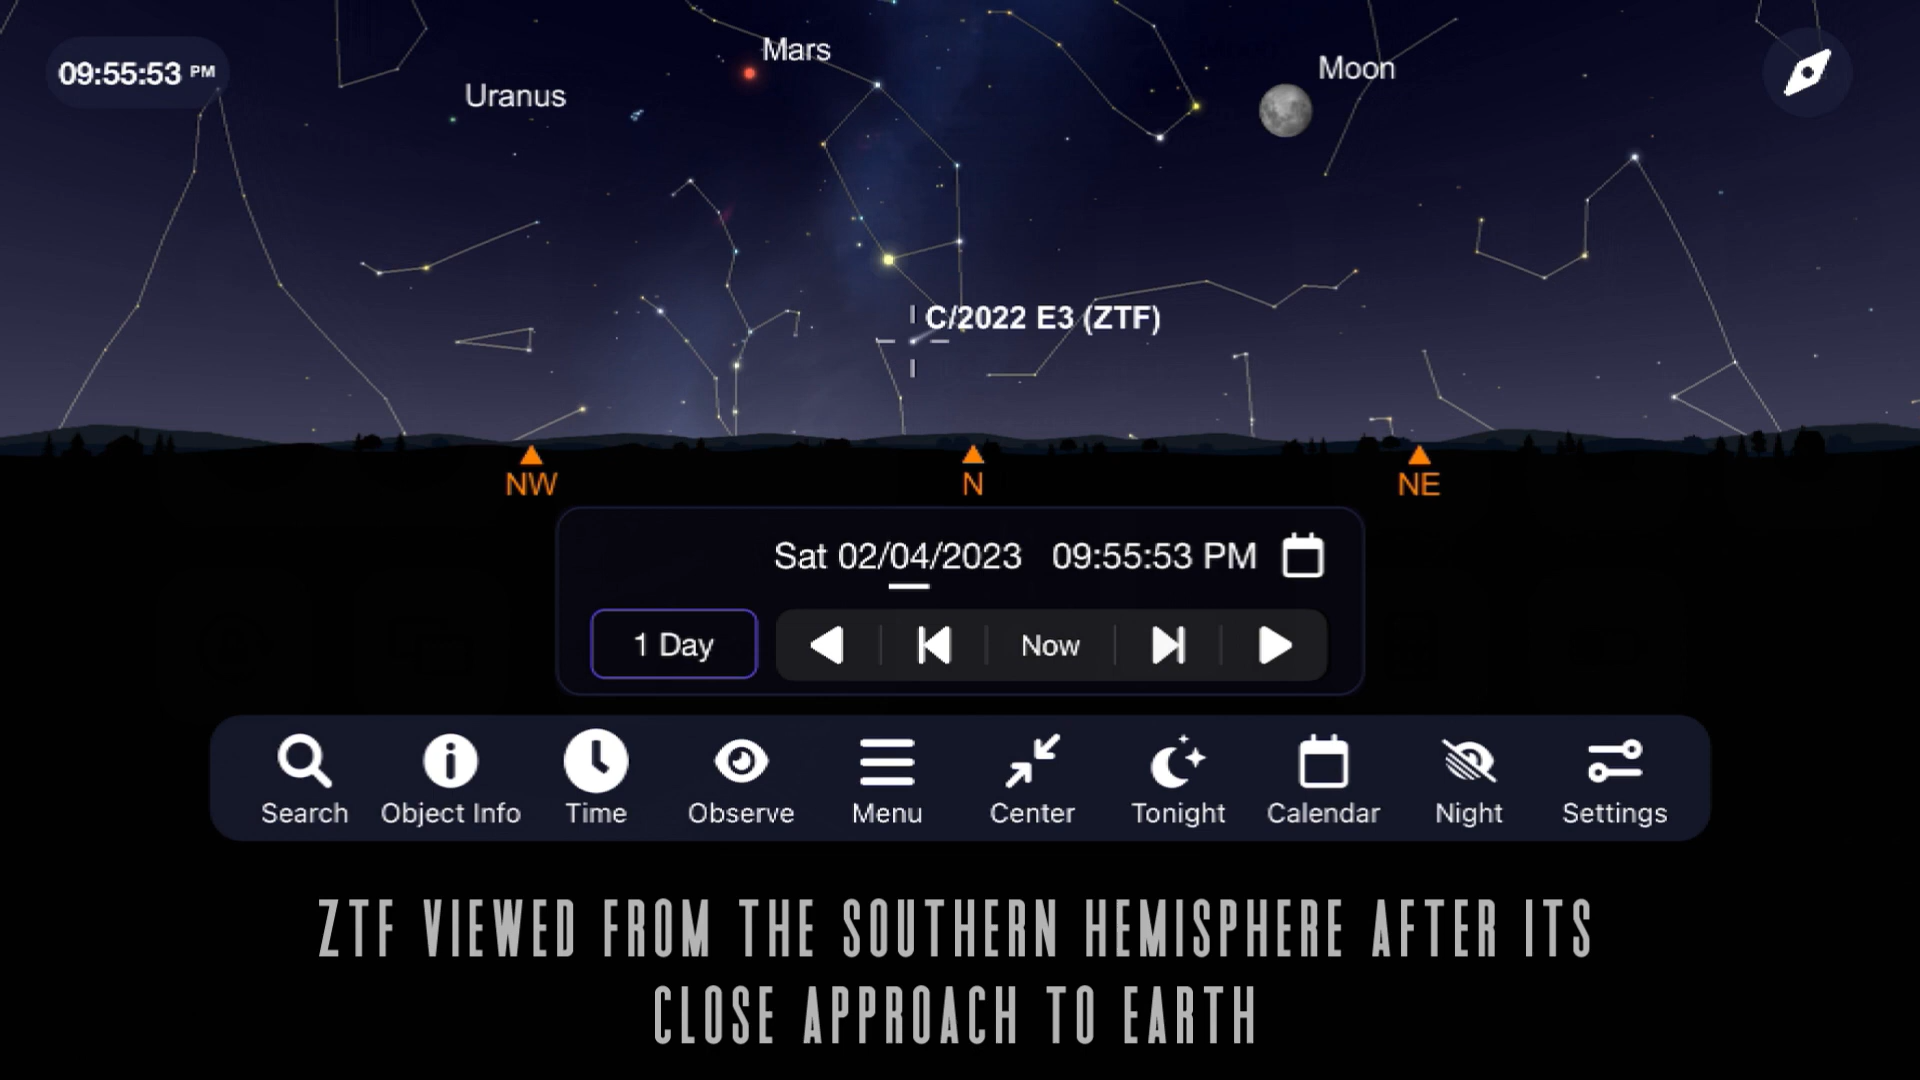 Mars
Moon
09:55:53 PM
Uranus
C/2022 E3 (ZTF)
NW
N
NE
Sat 02/04/2023 09:55:53 PM
1 Day
Now
Search
Object Info
Time
Observe
Menu
Center
Tonight
Calendar
Night
Settings
ZTF VIEWED FROM THE SOUTHERN HEMISPHERE AFTER ITS
CLOSE APPROACH TO EARTH